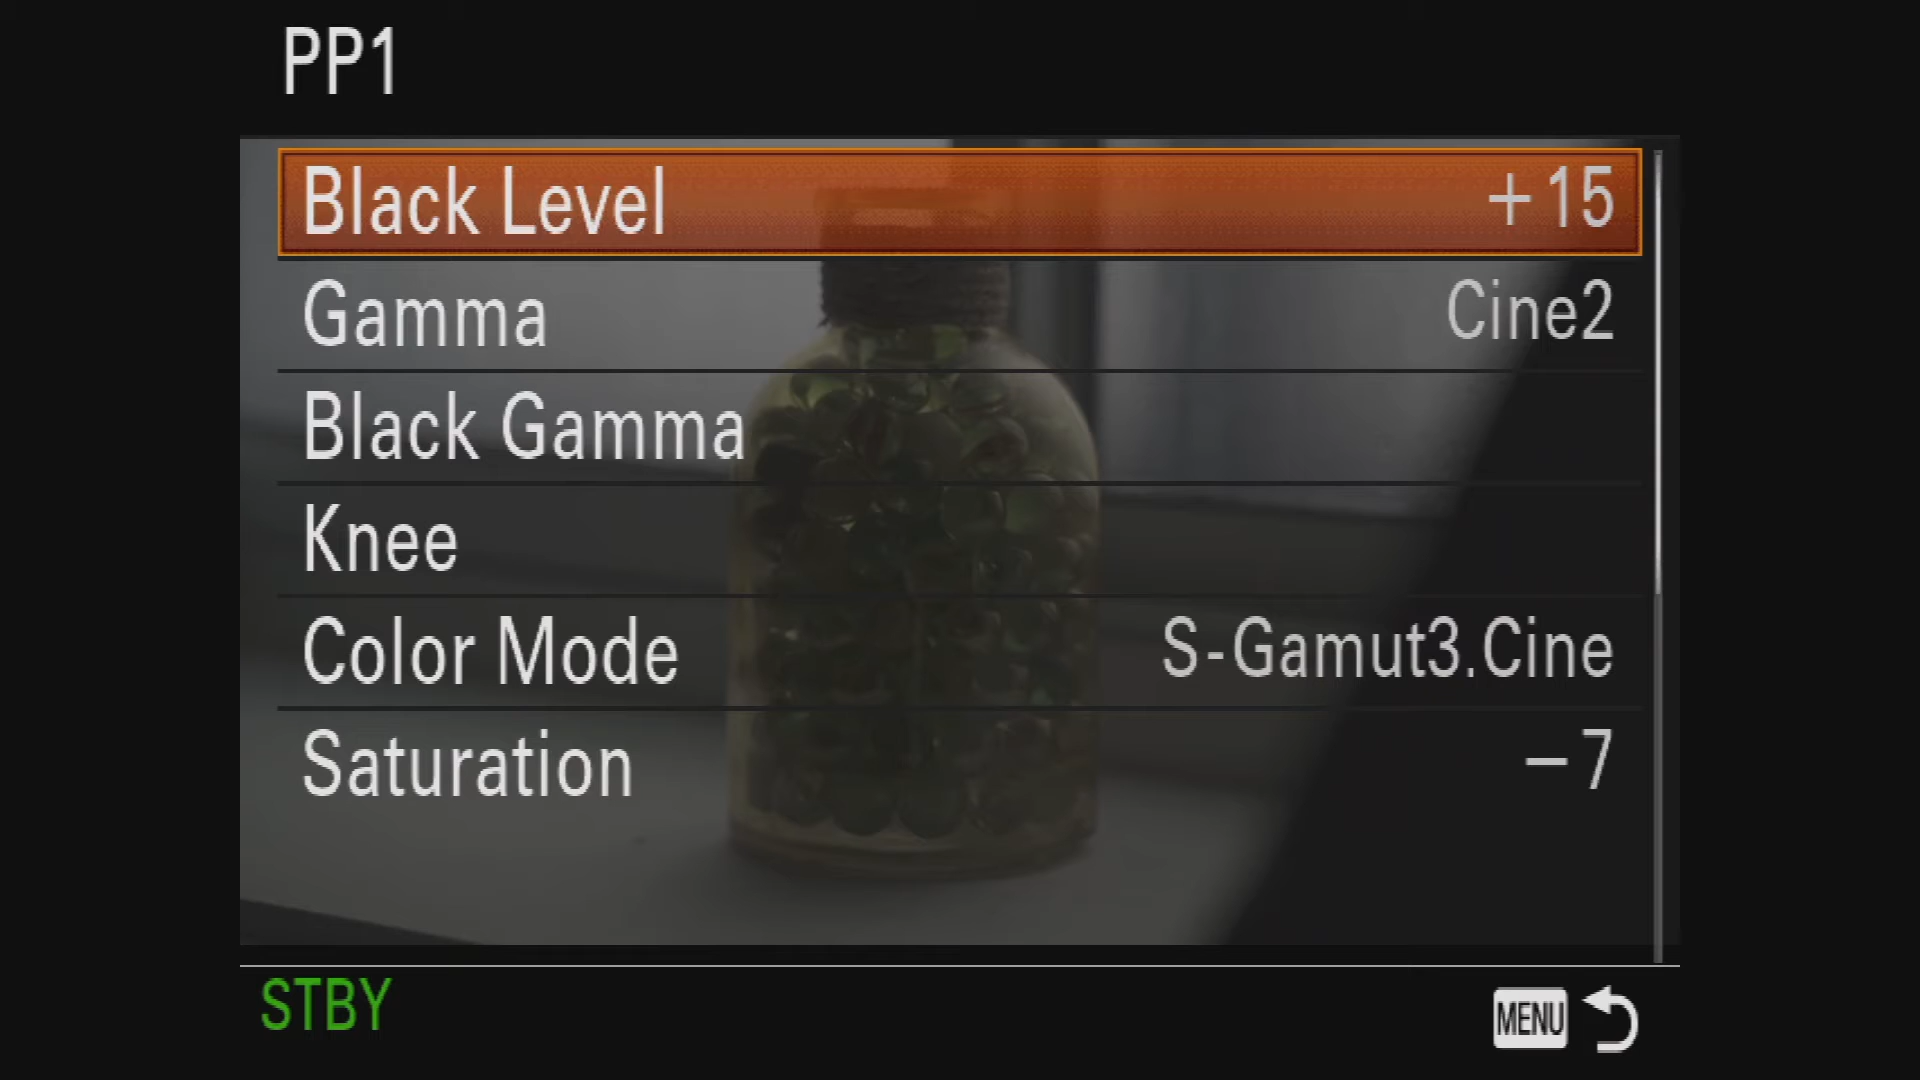 PP1
Black Level +15
Gamma Cine2
Black Gamma
Knee
Color Mode S-Gamut3.Cine
Saturation −7
STBY MENU